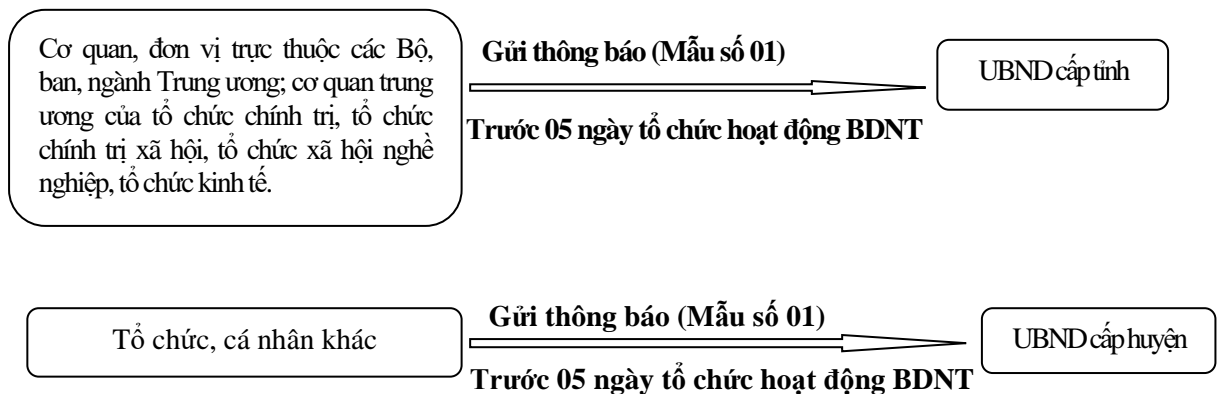 Cơ quan, đơn vị trực thuộc các Bộ,
ban, ngành Trung ương; cơ quan trung
ương của tổ chức chính trị, tổ chức
chính trị xã hội, tổ chức xã hội nghề
nghiệp, tổ chức kinh tế.
Gửi thông báo (Mẫu số 01)
Trước 05 ngày tổ chức hoạt động BDNT
UBND cấp tỉnh
Tổ chức, cá nhân khác
Gửi thông báo (Mẫu số 01)
Trước 05 ngày tổ chức hoạt động BDNT
UBND cấp huyện